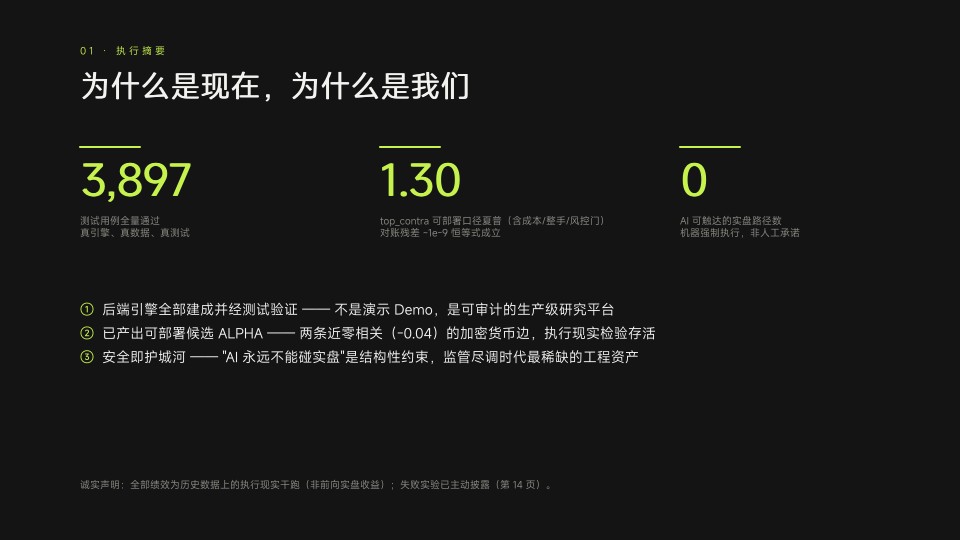 01 · 执行摘要
为什么是现在，为什么是我们
3,897
测试用例全量通过
真引擎、真数据、真测试
1.30
top_contra 可部署口径夏普（含成本/整手/风控门）
对账残差 ~1e-9 恒等式成立
0
AI 可触达的实盘路径数
机器强制执行，非人工承诺
① 后端引擎全部建成并经测试验证 —— 不是演示 Demo，是可审计的生产级研究平台
② 已产出可部署候选 ALPHA —— 两条近零相关（-0.04）的加密货币边，执行现实检验存活
③ 安全即护城河 —— "AI 永远不能碰实盘"是结构性约束，监管尽调时代最稀缺的工程资产
诚实声明：全部绩效为历史数据上的执行现实干跑（非前向实盘收益）；失败实验已主动披露（第 14 页）。